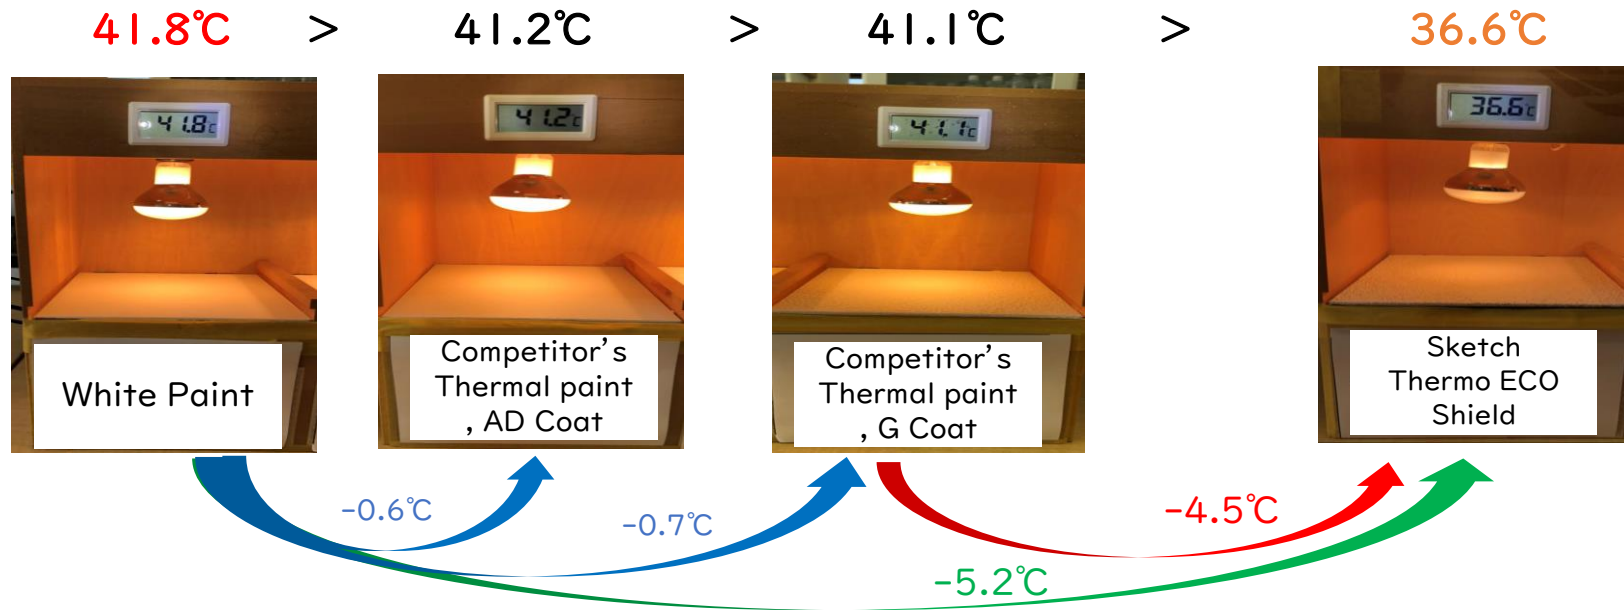 41.8℃ > 41.2℃ > 41.1℃ > 36.6℃
41.8c
41.2c
41.1c
36.6c
White Paint
Competitor's
Thermal paint
, AD Coat
Competitor's
Thermal paint
, G Coat
Sketch
Thermo ECO
Shield
-0.6℃
-0.7℃
-4.5℃
-5.2℃